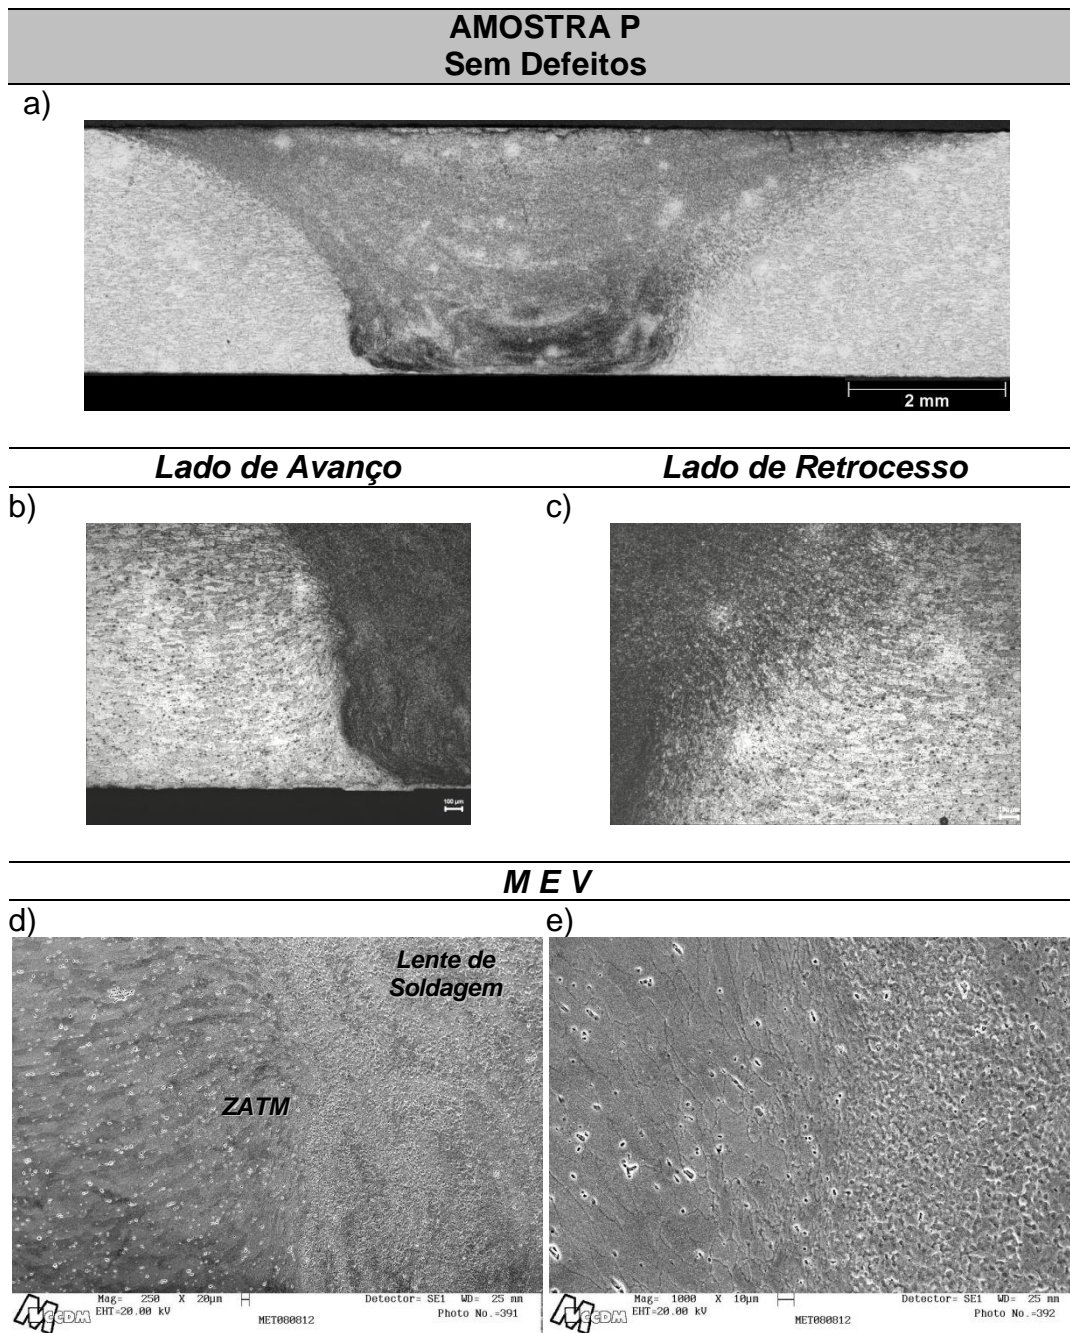 AMOSTRA P
Sem Defeitos
a)
2 mm
Lado de Avanço
Lado de Retrocesso
b)
c)
100 µm
M E V
d)
e)
Lente de
Soldagem
ZATM
CCDM
Mag= 250 X 20µm
EHT=20.00 kV
Detector= SE1 WD= 25 mm
Photo No.=391
MET080812
CCDM
Mag= 1000 X 10µm
EHT=20.00 kV
Detector= SE1 WD= 25 mm
Photo No.=392
MET080812